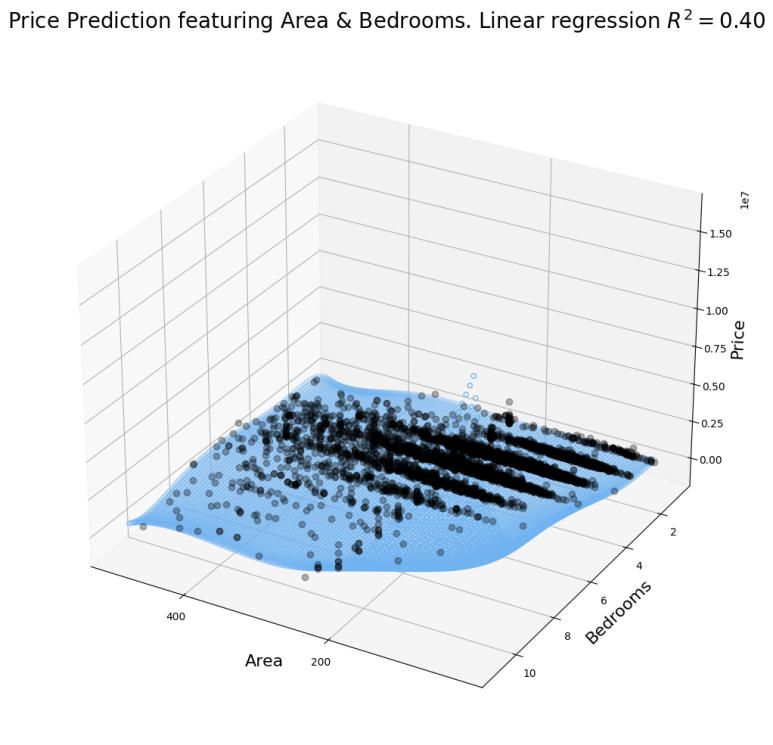 Price Prediction featuring Area & Bedrooms. Linear regression R² = 0.40
1e7
1.50
1.25
1.00
0.75
0.50
0.25
0.00
Price
2
4
6
8
10
Bedrooms
400
200
Area